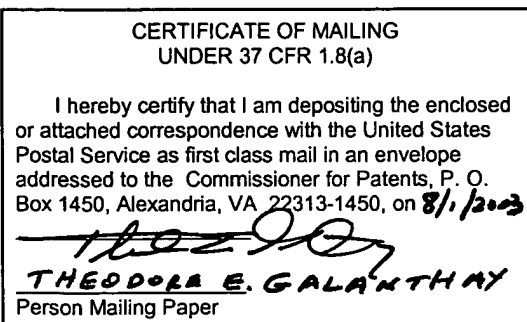 CERTIFICATE OF MAILING
UNDER 37 CFR 1.8(a)
I hereby certify that I am depositing the enclosed
or attached correspondence with the United States
Postal Service as first class mail in an envelope
addressed to the Commissioner for Patents, P. O.
Box 1450, Alexandria, VA 22313-1450, on 8/1/2003
THEODORE E. GALANTHAY
Person Mailing Paper